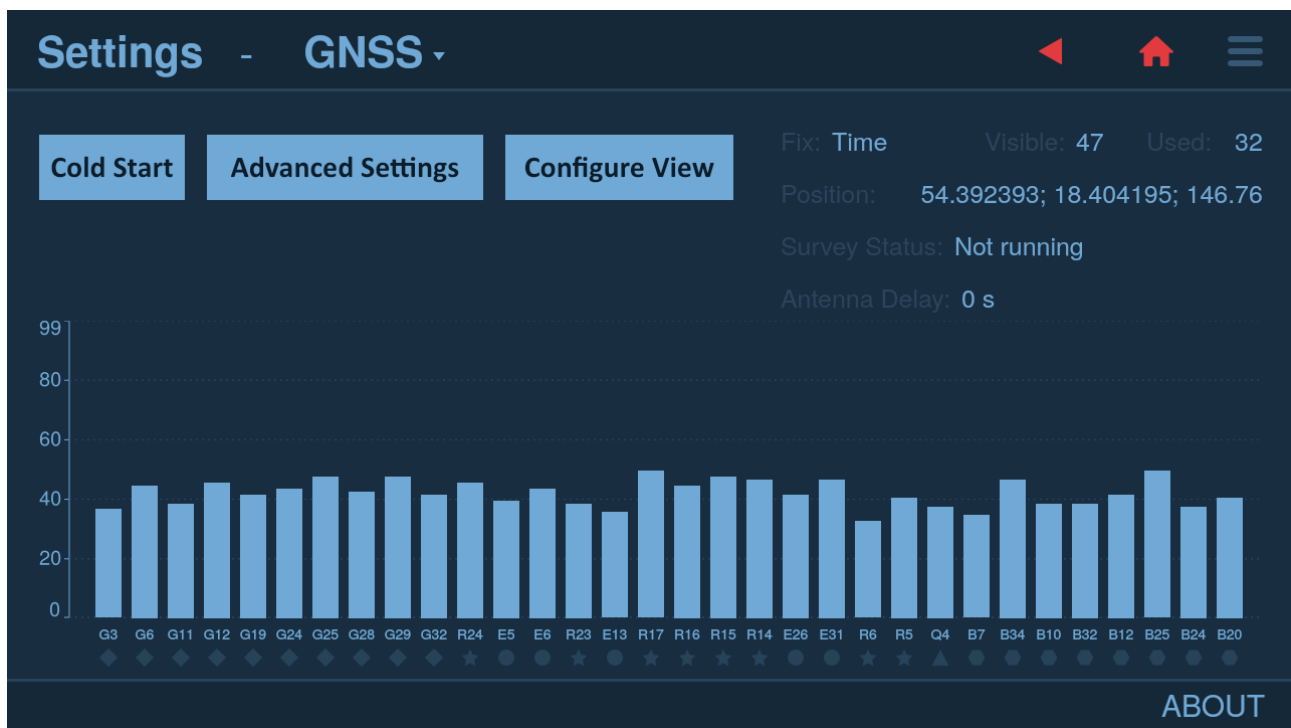 Settings - GNSS
Cold Start Advanced Settings Configure View
Fix: Time Visible: 47 Used: 32
Position: 54.392393; 18.404195; 146.76
Survey Status: Not running
Antenna Delay: 0 s
99
80
60
40
20
0
G3 G6 G11 G12 G19 G24 G25 G28 G29 G32 R24 E5 E6 R23 E13 R17 R16 R15 R14 E26 E31 R6 R5 Q4 B7 B34 B10 B32 B12 B25 B24 B20
ABOUT